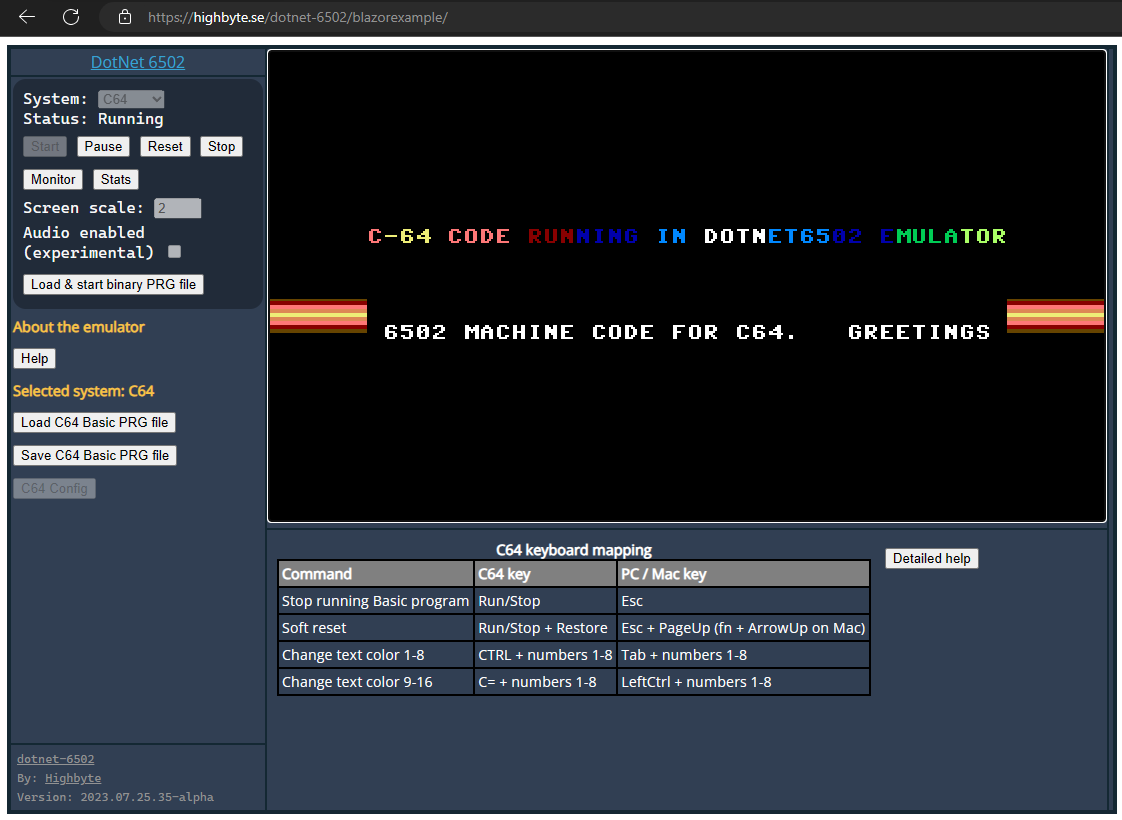 https://highbyte.se/dotnet-6502/blazorexample/
DotNet 6502
System: C64
Status: Running
Start Pause Reset Stop
Monitor Stats
Screen scale: 2
Audio enabled
(experimental)
Load & start binary PRG file
About the emulator
Help
Selected system: C64
Load C64 Basic PRG file
Save C64 Basic PRG file
C64 Config
dotnet-6502
By: Highbyte
Version: 2023.07.25.35-alpha
C-64 CODE RUNNING IN DOTNET6502 EMULATOR
6502 MACHINE CODE FOR C64. GREETINGS
C64 keyboard mapping
Command C64 key PC / Mac key
Stop running Basic program Run/Stop Esc
Soft reset Run/Stop + Restore Esc + PageUp (fn + ArrowUp on Mac)
Change text color 1-8 CTRL + numbers 1-8 Tab + numbers 1-8
Change text color 9-16 C= + numbers 1-8 LeftCtrl + numbers 1-8
Detailed help